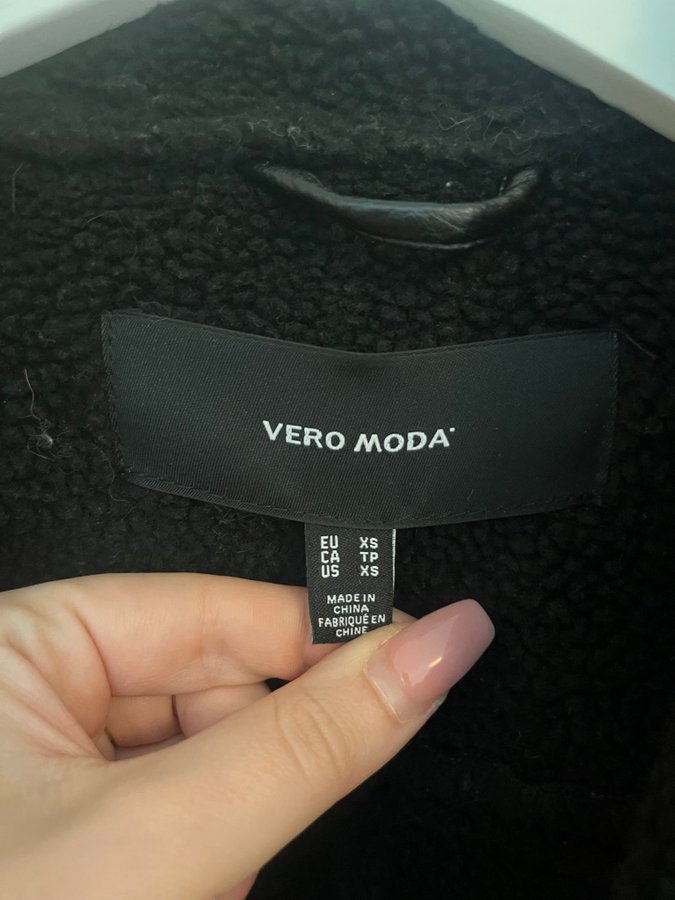 VERO MODA
EU XS
CA TP
US XS
MADE IN
CHINA
FABRIQUÉ EN
CHINE